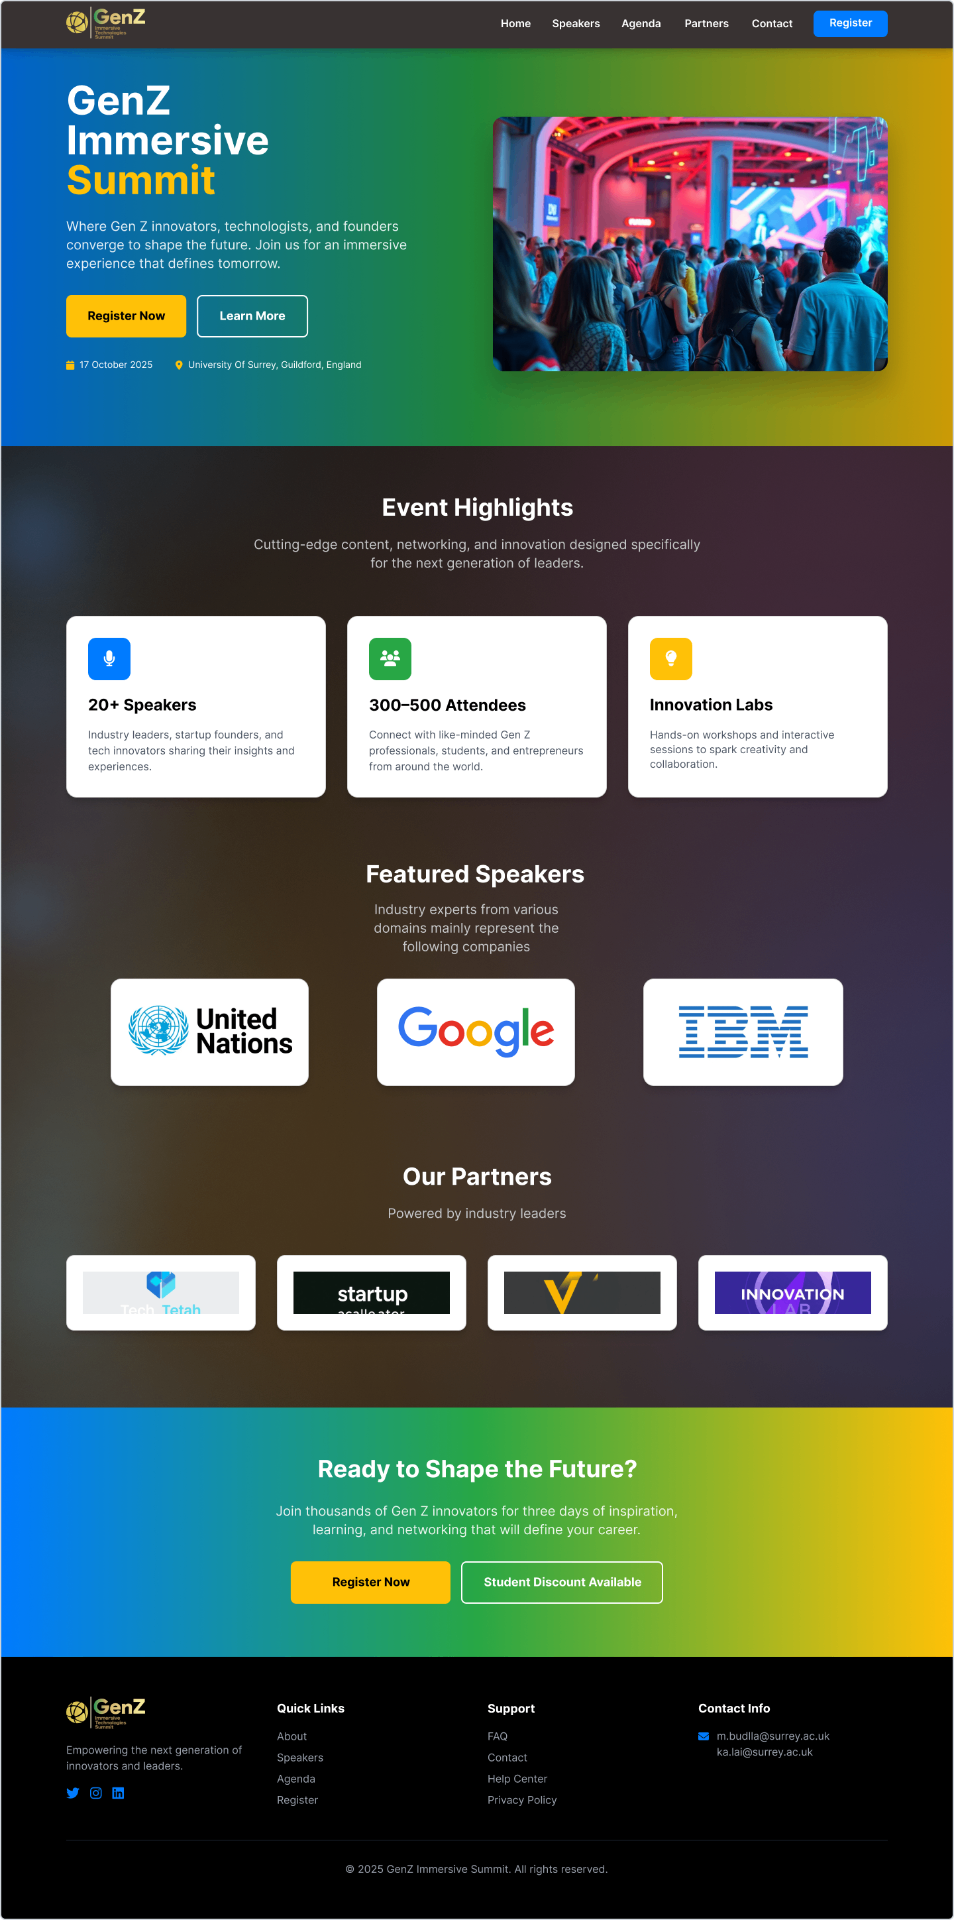 GenZ
Immersive
Technologies
Summit
Home Speakers Agenda Partners Contact Register
GenZ
Immersive
Summit
Where Gen Z innovators, technologists, and founders
converge to shape the future. Join us for an immersive
experience that defines tomorrow.
Register Now Learn More
17 October 2025 University Of Surrey, Guildford, England
Event Highlights
Cutting-edge content, networking, and innovation designed specifically
for the next generation of leaders.
20+ Speakers
Industry leaders, startup founders, and
tech innovators sharing their insights and
experiences.
300–500 Attendees
Connect with like-minded Gen Z
professionals, students, and entrepreneurs
from around the world.
Innovation Labs
Hands-on workshops and interactive
sessions to spark creativity and
collaboration.
Featured Speakers
Industry experts from various
domains mainly represent the
following companies
United
Nations
Google
IBM
Our Partners
Powered by industry leaders
Tech Tetah
startup
acalleator
V
INNOVATION
LAB
Ready to Shape the Future?
Join thousands of Gen Z innovators for three days of inspiration,
learning, and networking that will define your career.
Register Now Student Discount Available
GenZ
Immersive
Technologies
Summit
Empowering the next generation of
innovators and leaders.
Quick Links
About
Speakers
Agenda
Register
Support
FAQ
Contact
Help Center
Privacy Policy
Contact Info
m.budlla@surrey.ac.uk
ka.lai@surrey.ac.uk
© 2025 GenZ Immersive Summit. All rights reserved.